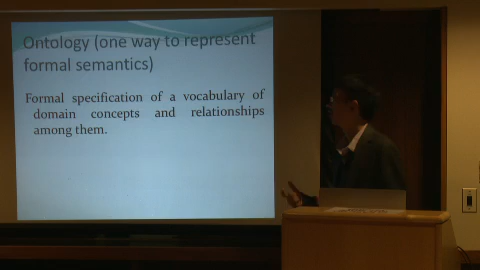 Ontology (one way to represent
formal semantics)
Formal specification of a vocabulary of
domain concepts and relationships
among them.